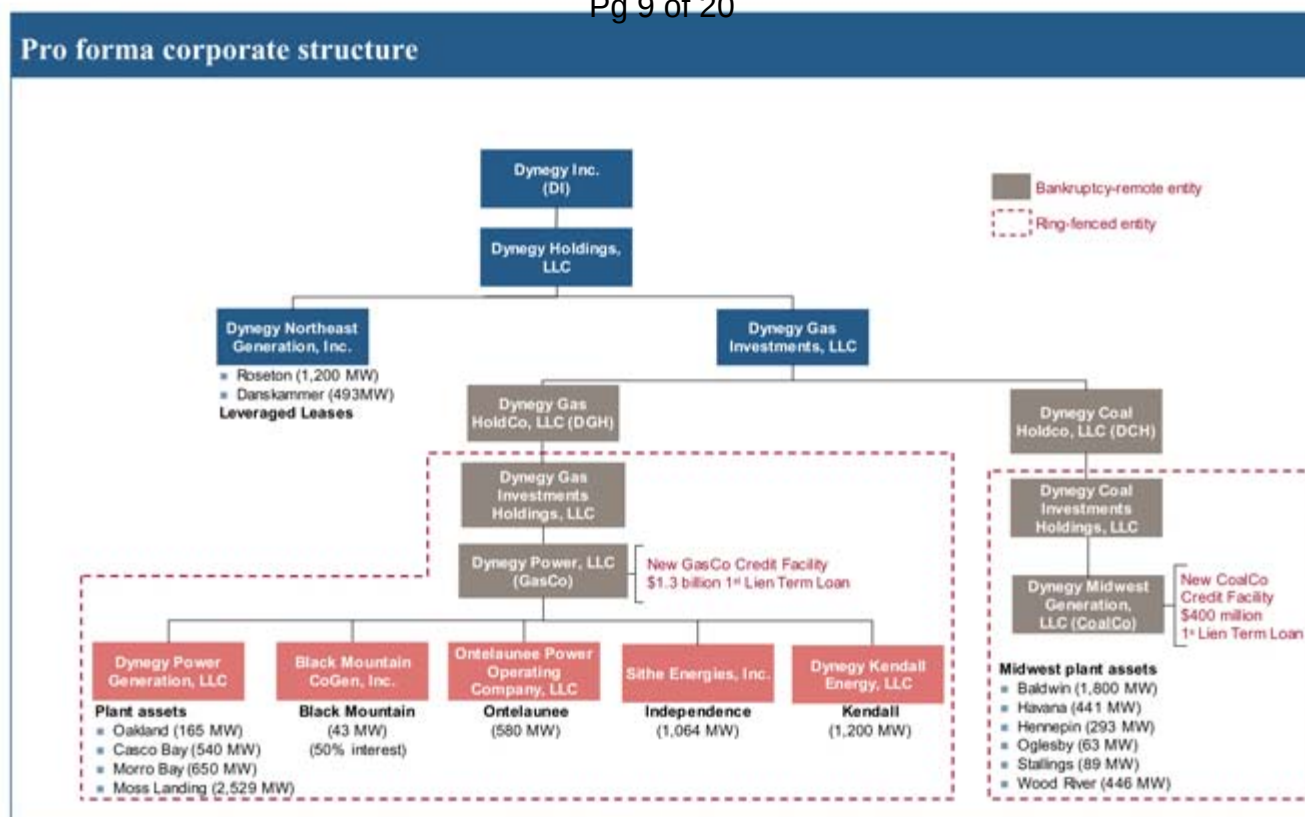 Pg 9 of 20
Pro forma corporate structure
Dynegy Inc.
(DI)
Bankruptcy-remote entity
Ring-fenced entity
Dynegy Holdings,
LLC
Dynegy Northeast
Generation, Inc.
Roseton (1,200 MW)
Danskammer (493MW)
Leveraged Leases
Dynegy Gas
Investments, LLC
Dynegy Gas
HoldCo, LLC (DGH)
Dynegy Coal
Holdco, LLC (DCH)
Dynegy Gas
Investments
Holdings, LLC
Dynegy Coal
Investments
Holdings, LLC
Dynegy Power, LLC
(GasCo)
New GasCo Credit Facility
$1.3 billion 1st Lien Term Loan
Dynegy Midwest
Generation,
LLC (CoalCo)
New CoalCo
Credit Facility
$400 million
1st Lien Term Loan
Dynegy Power
Generation, LLC
Plant assets
Oakland (165 MW)
Casco Bay (540 MW)
Morro Bay (650 MW)
Moss Landing (2,529 MW)
Black Mountain
CoGen, Inc.
Black Mountain
(43 MW)
(50% interest)
Ontelaunee Power
Operating
Company, LLC
Ontelaunee
(580 MW)
Sithe Energies, Inc.
Independence
(1,064 MW)
Dynegy Kendall
Energy, LLC
Kendall
(1,200 MW)
Midwest plant assets
Baldwin (1,800 MW)
Havana (441 MW)
Hennepin (293 MW)
Oglesby (63 MW)
Stallings (89 MW)
Wood River (446 MW)